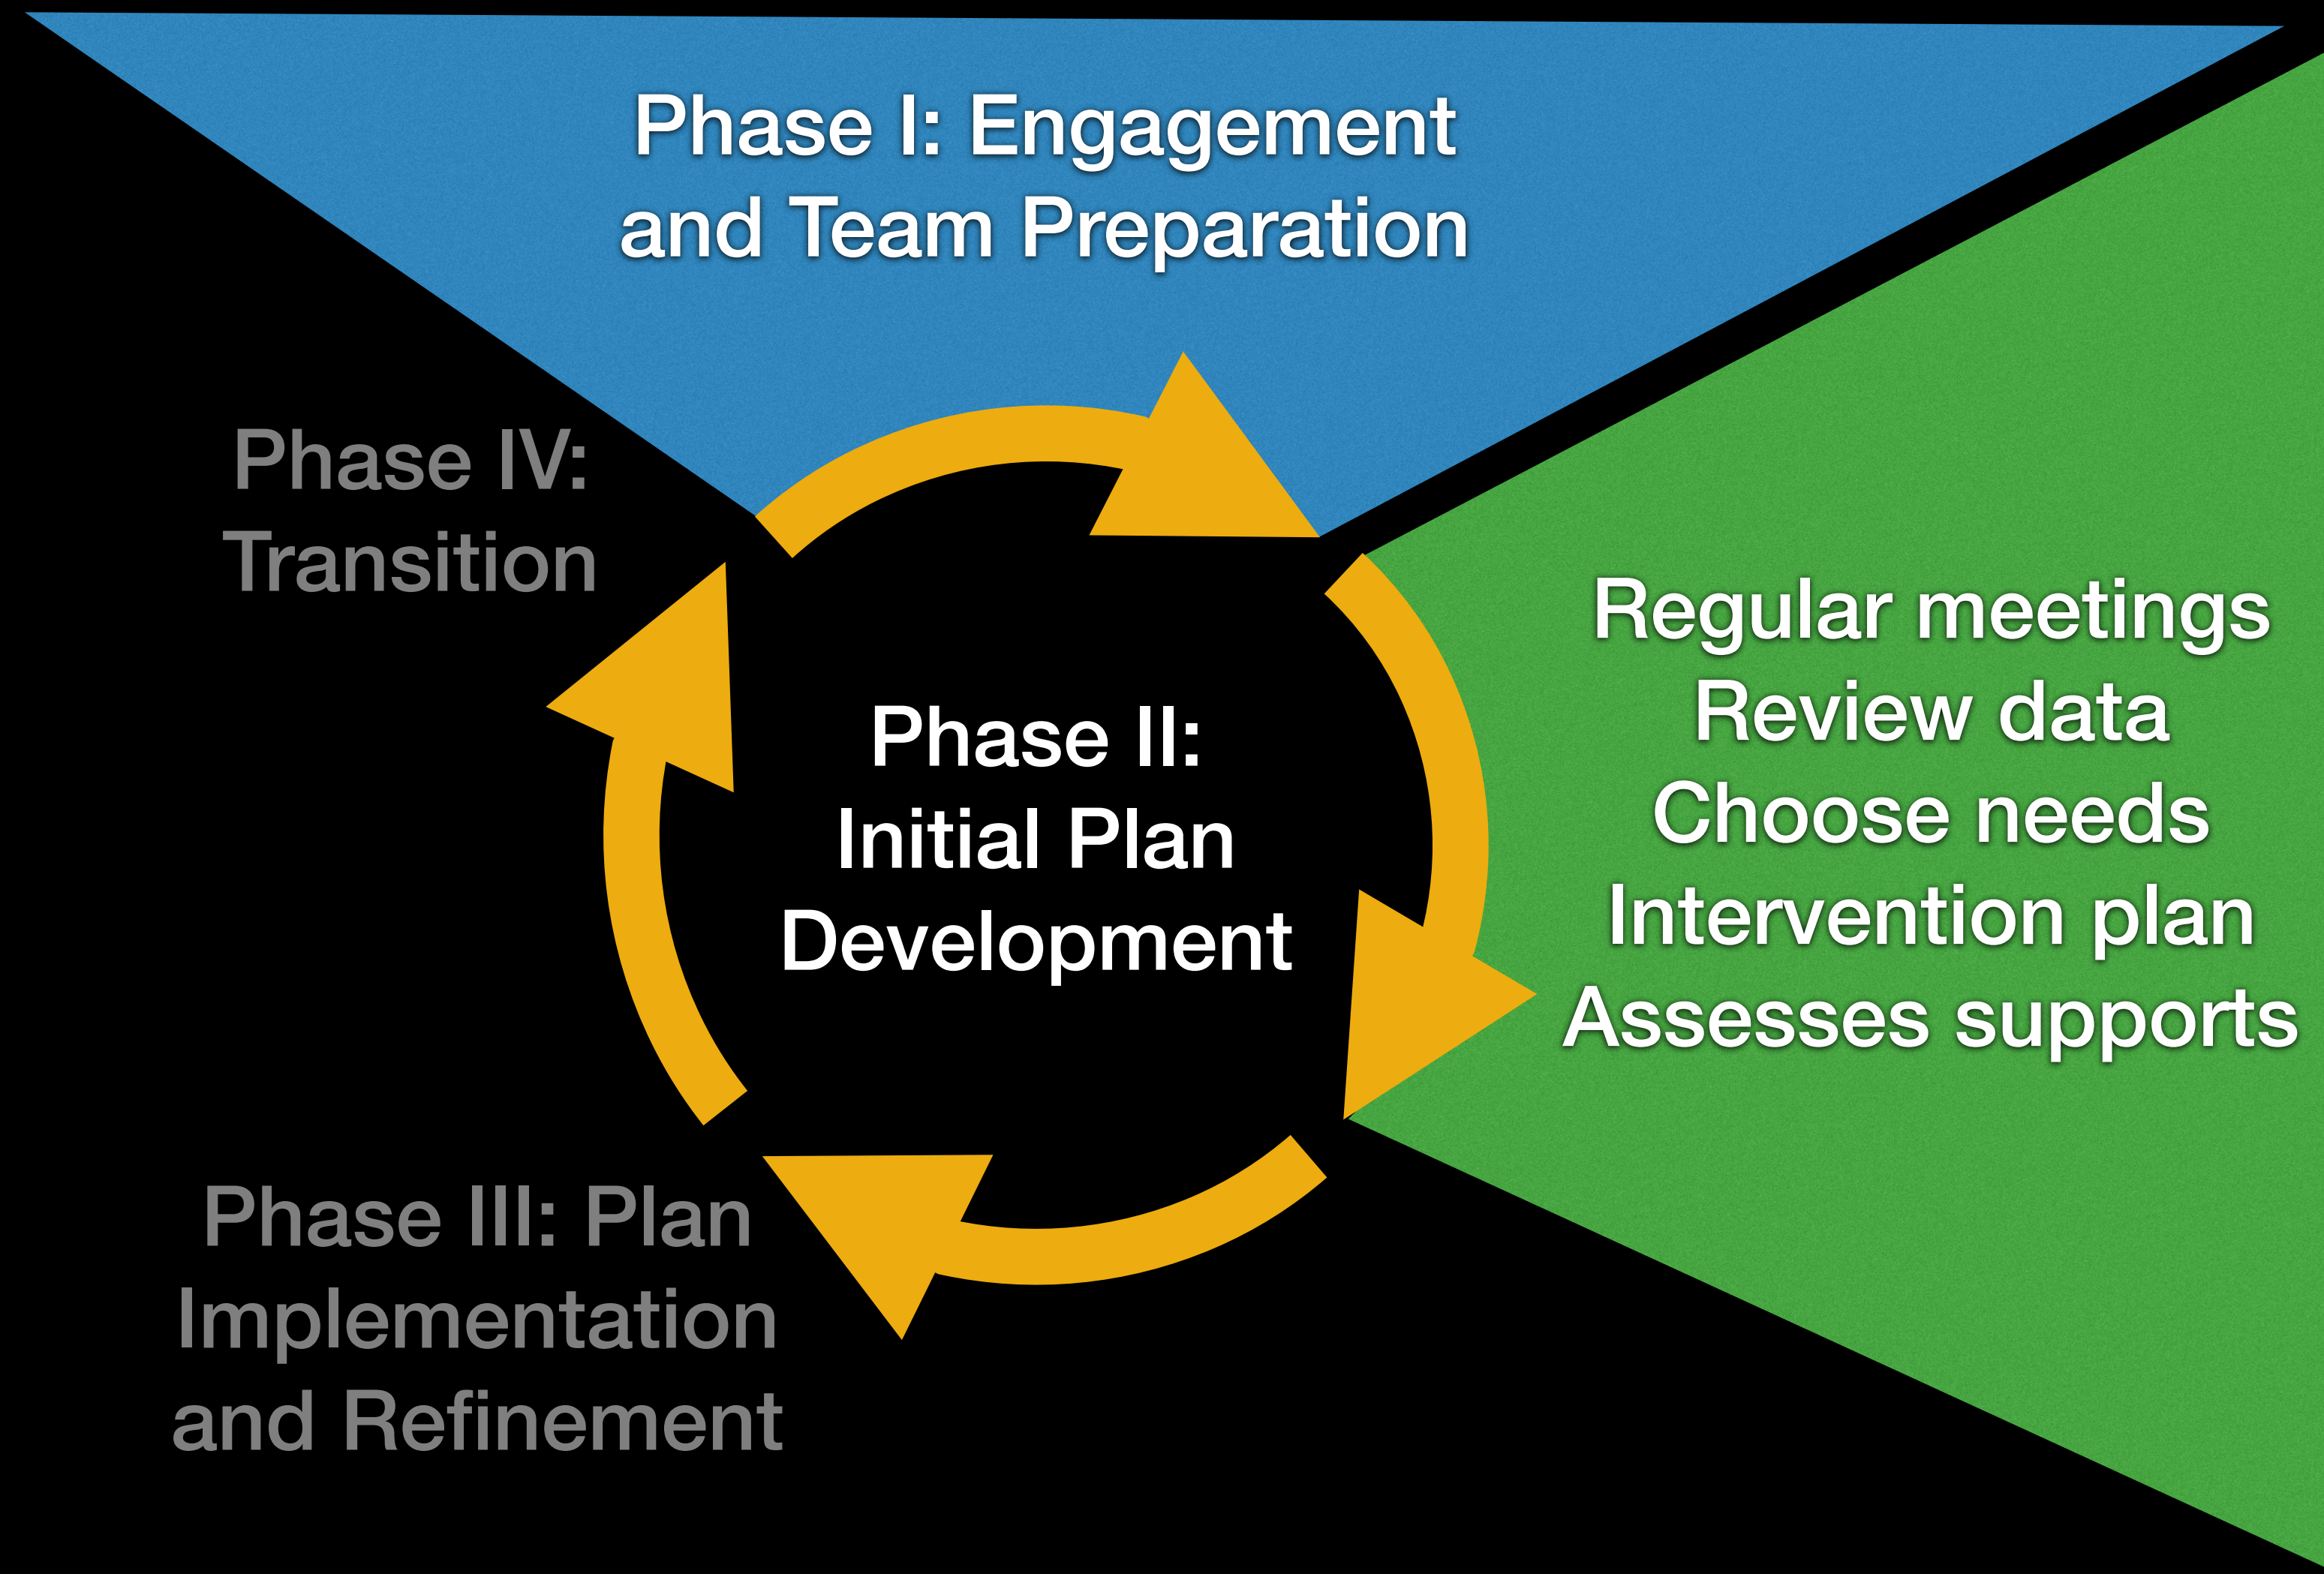 Phase I: Engagement
and Team Preparation
Phase IV:
Transition
Phase II:
Initial Plan
Development
Regular meetings
Review data
Choose needs
Intervention plan
Assesses supports
Phase III: Plan
Implementation
and Refinement